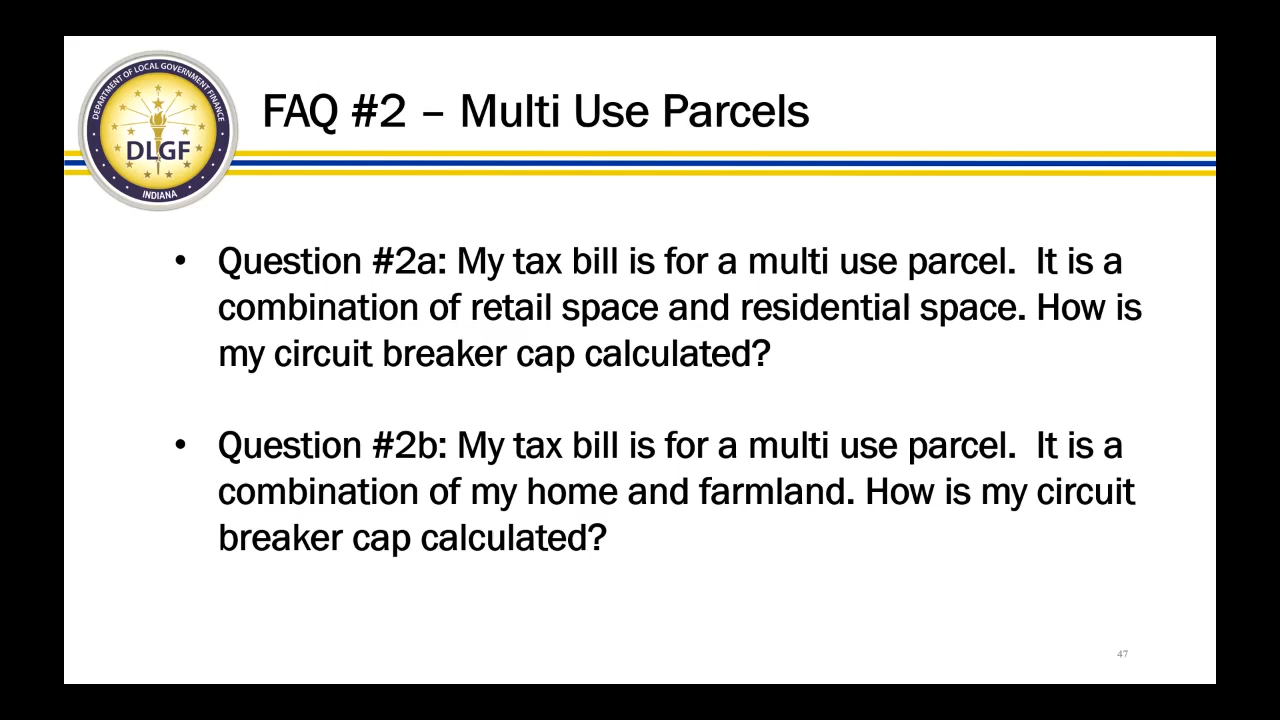 DEPARTMENT OF LOCAL GOVERNMENT FINANCE
DLGF
INDIANA
FAQ #2 – Multi Use Parcels
• Question #2a: My tax bill is for a multi use parcel.  It is a
combination of retail space and residential space. How is
my circuit breaker cap calculated?
• Question #2b: My tax bill is for a multi use parcel.  It is a
combination of my home and farmland. How is my circuit
breaker cap calculated?
47